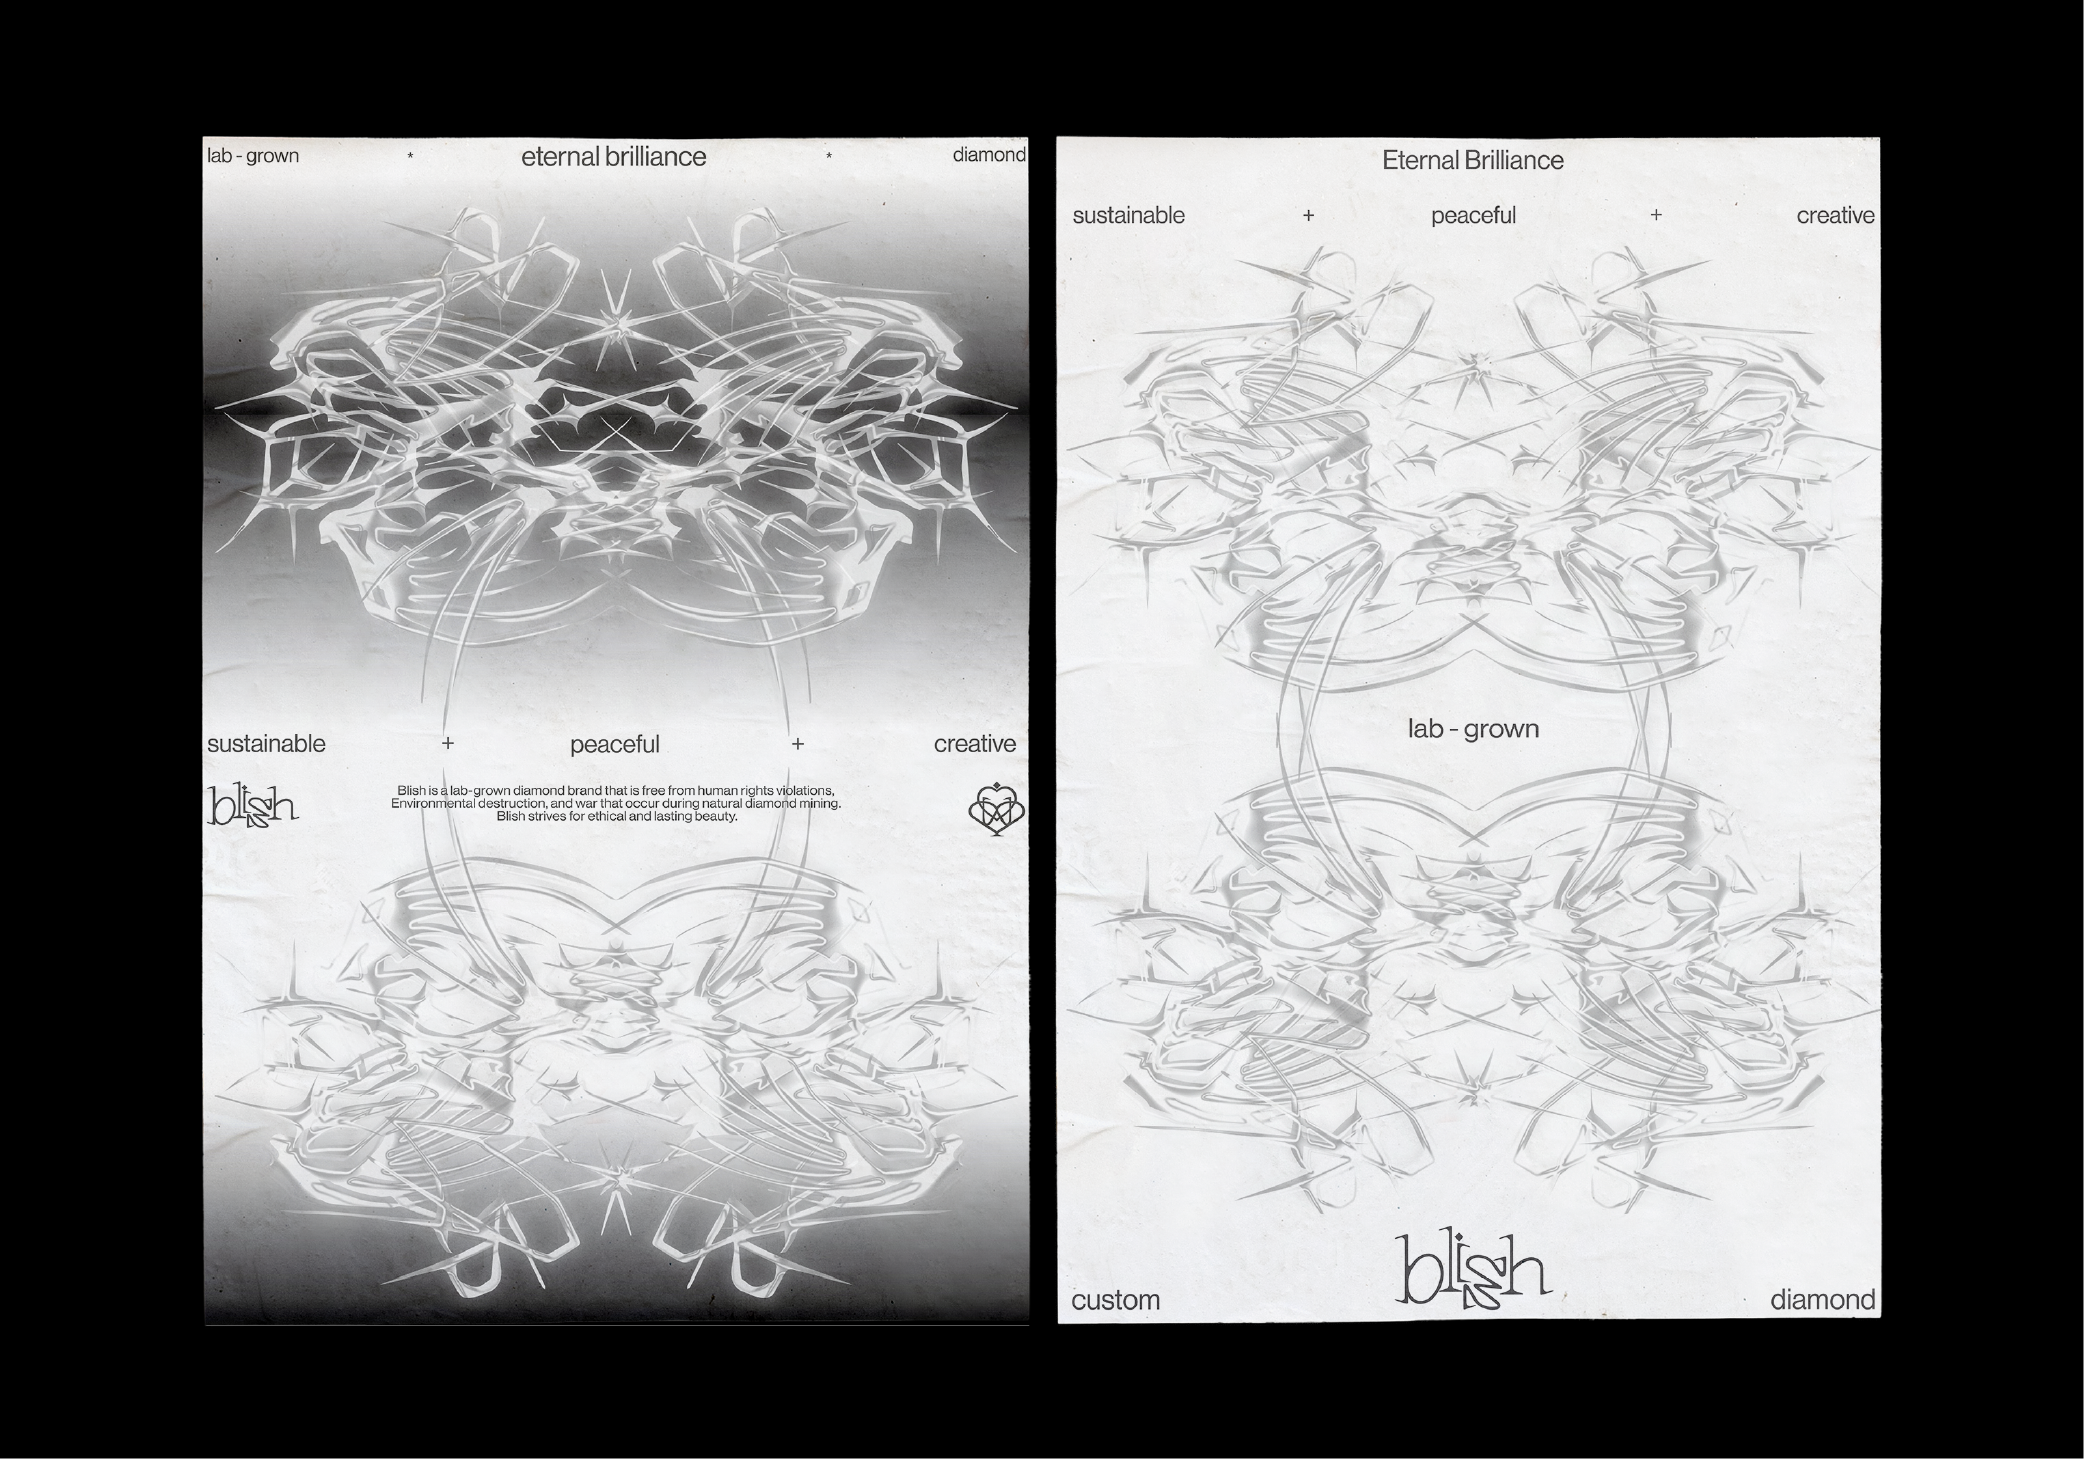 lab - grown * eternal brilliance * diamond
sustainable + peaceful + creative
blish
Blish is a lab-grown diamond brand that is free from human rights violations,
Environmental destruction, and war that occur during natural diamond mining.
Blish strives for ethical and lasting beauty.
Eternal Brilliance
sustainable + peaceful + creative
lab - grown
blish
custom diamond